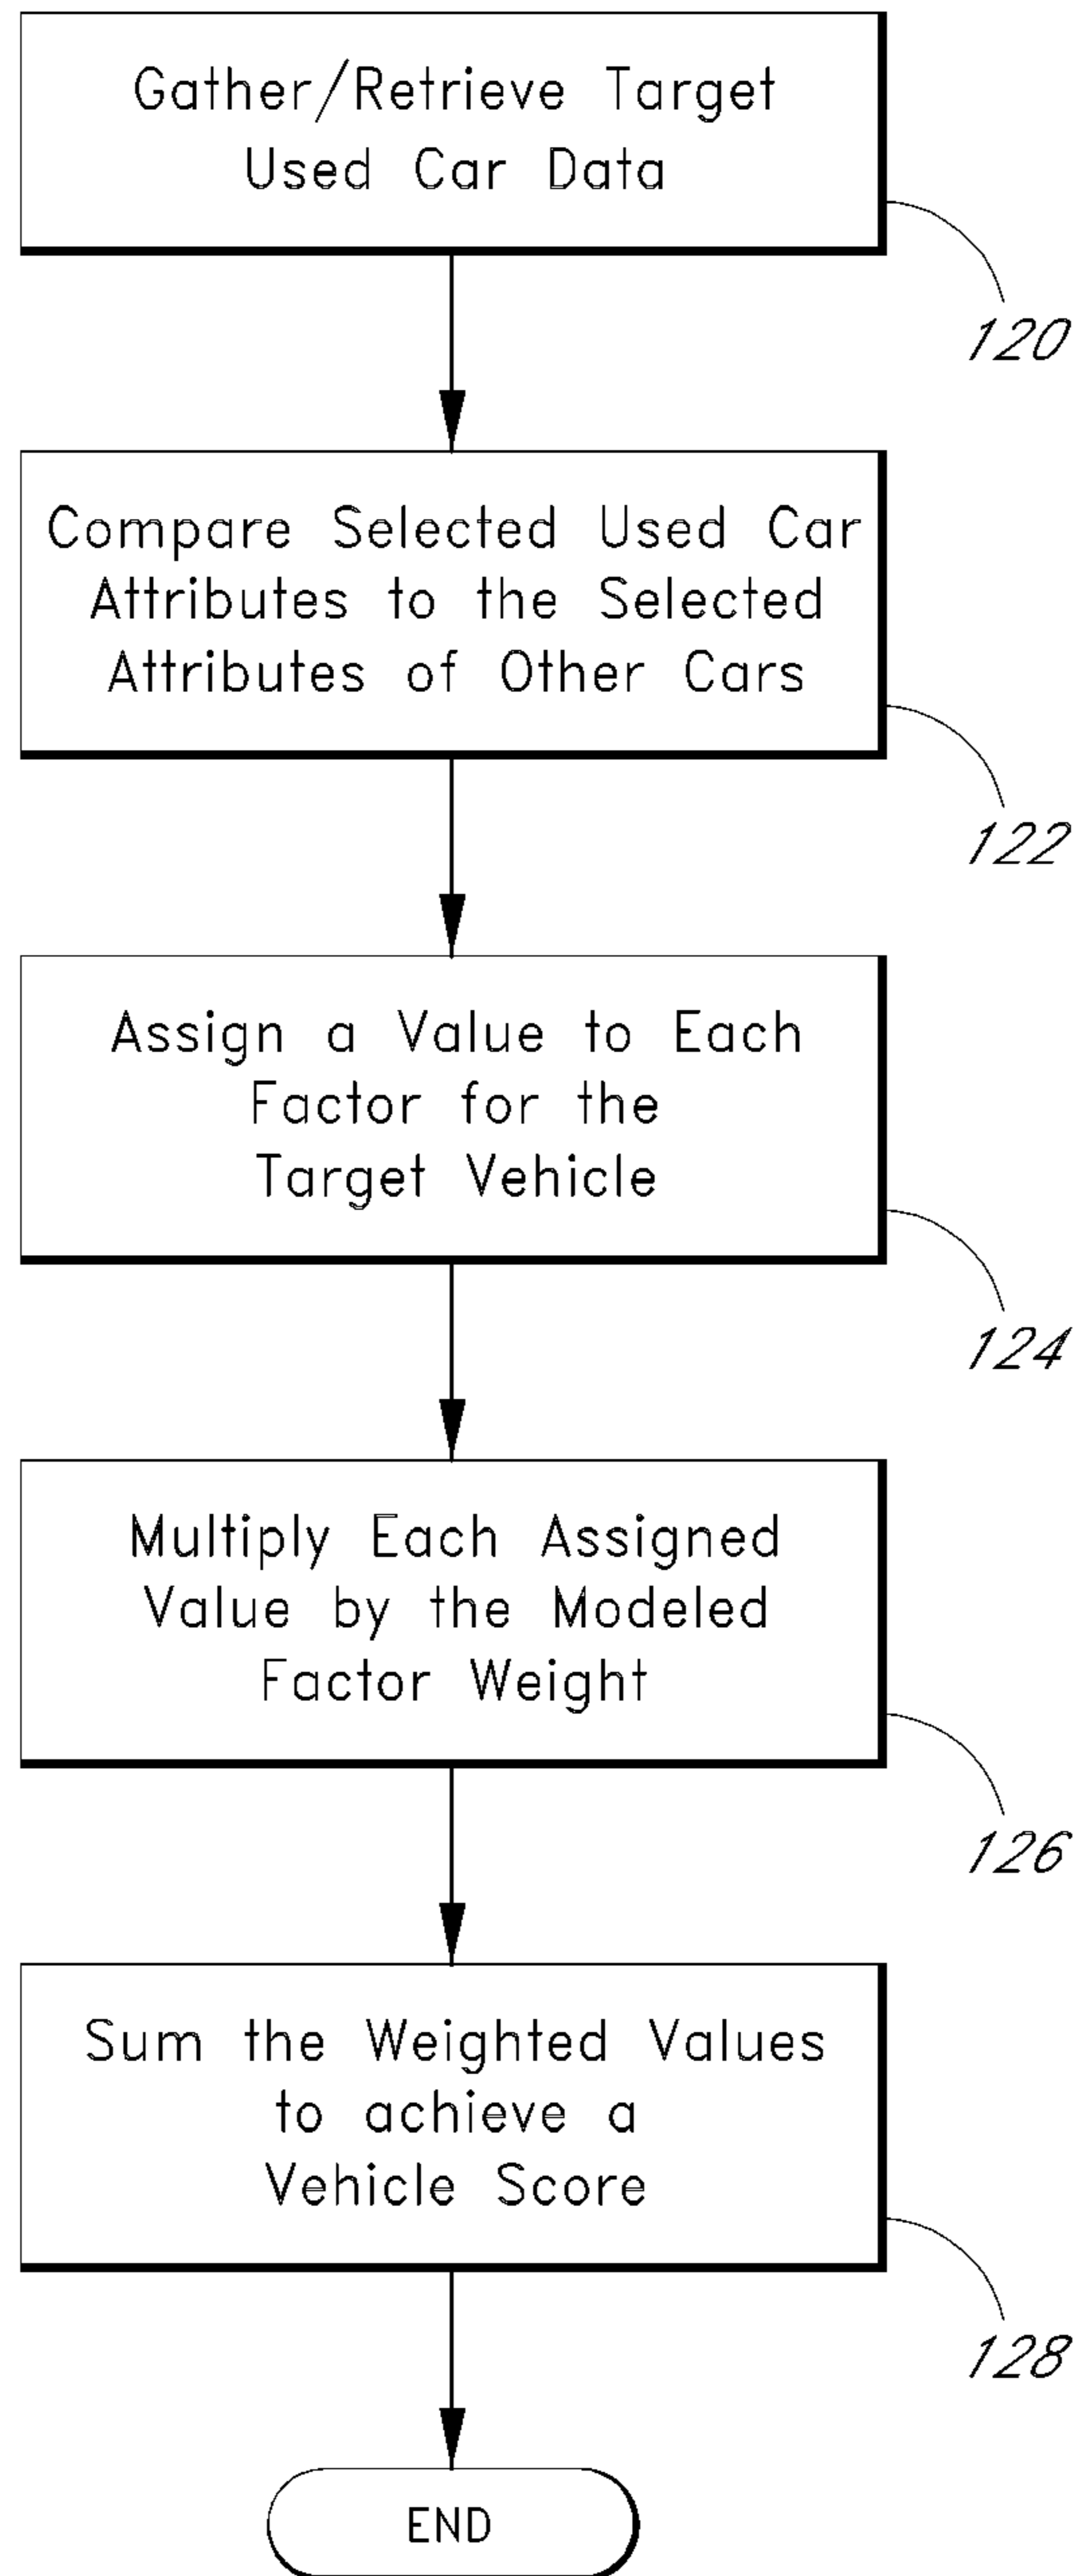 Gather/Retrieve Target
Used Car Data
120
Compare Selected Used Car
Attributes to the Selected
Attributes of Other Cars
122
Assign a Value to Each
Factor for the
Target Vehicle
124
Multiply Each Assigned
Value by the Modeled
Factor Weight
126
Sum the Weighted Values
to achieve a
Vehicle Score
128
END